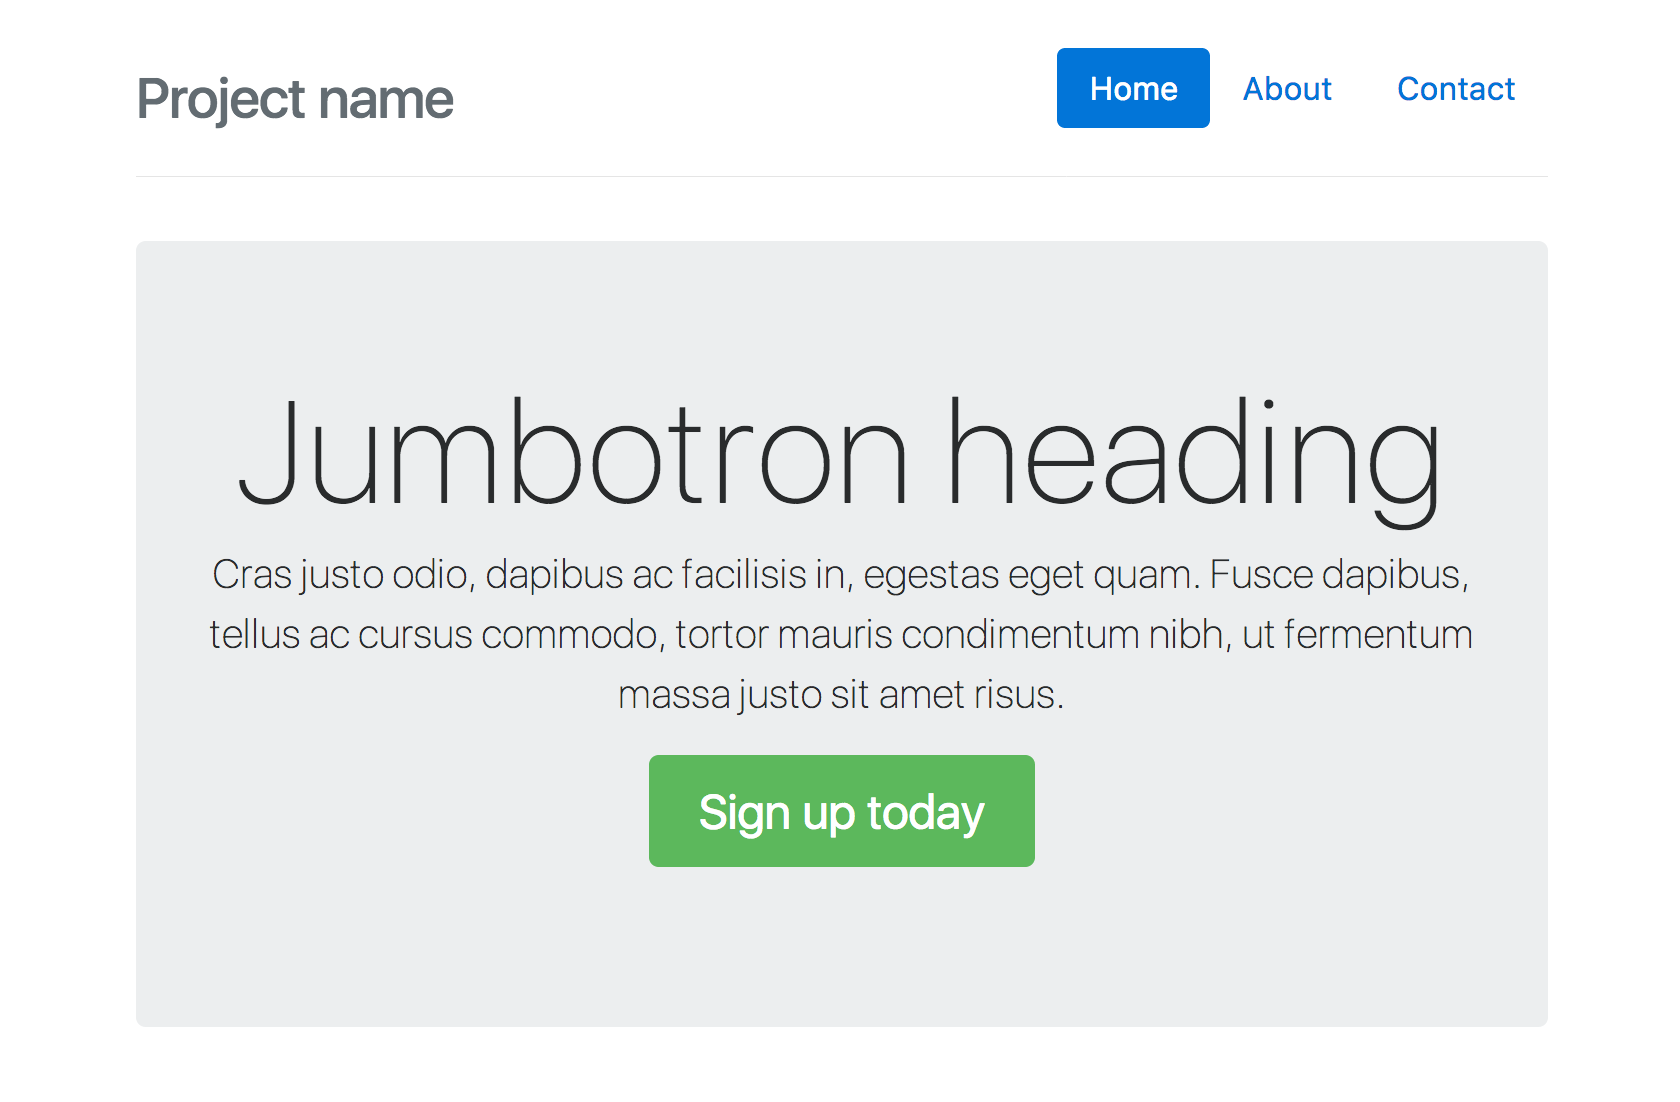 Project name
Home About Contact
Jumbotron heading
Cras justo odio, dapibus ac facilisis in, egestas eget quam. Fusce dapibus,
tellus ac cursus commodo, tortor mauris condimentum nibh, ut fermentum
massa justo sit amet risus.
Sign up today